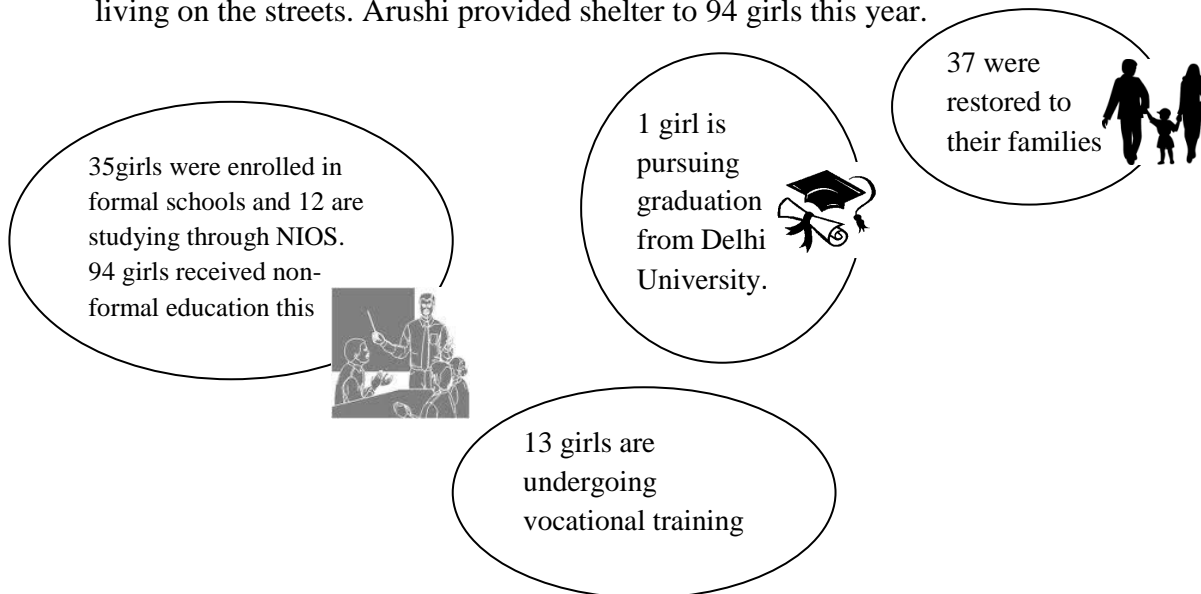 living on the streets. Arushi provided shelter to 94 girls this year.
37 were
restored to
their families
1 girl is
pursuing
graduation
from Delhi
University.
35girls were enrolled in
formal schools and 12 are
studying through NIOS.
94 girls received non-
formal education this
13 girls are
undergoing
vocational training